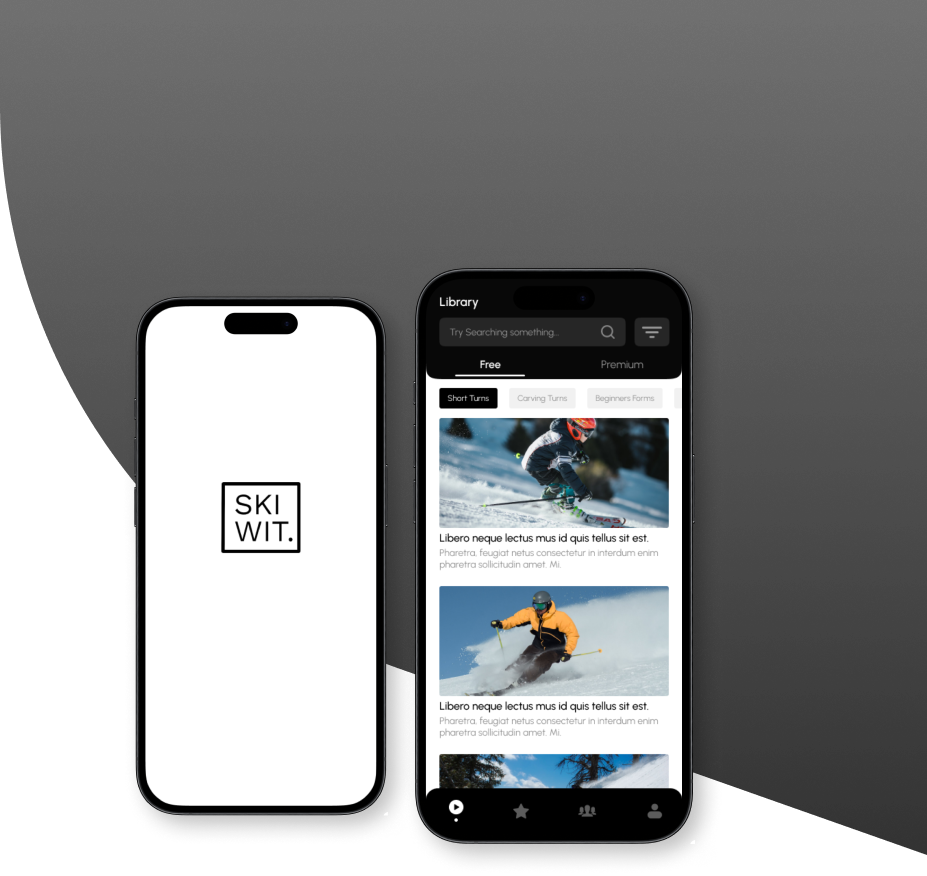 SKI
WIT.
Library
Try Searching something...
Free
Premium
Short Turns
Carving Turns
Beginners Forms
Libero neque lectus mus id quis tellus sit est.
Pharetra, feugiat netus consectetur in interdum enim
pharetra sollicitudin amet. Mi.
Libero neque lectus mus id quis tellus sit est.
Pharetra, feugiat netus consectetur in interdum enim
pharetra sollicitudin amet. Mi.